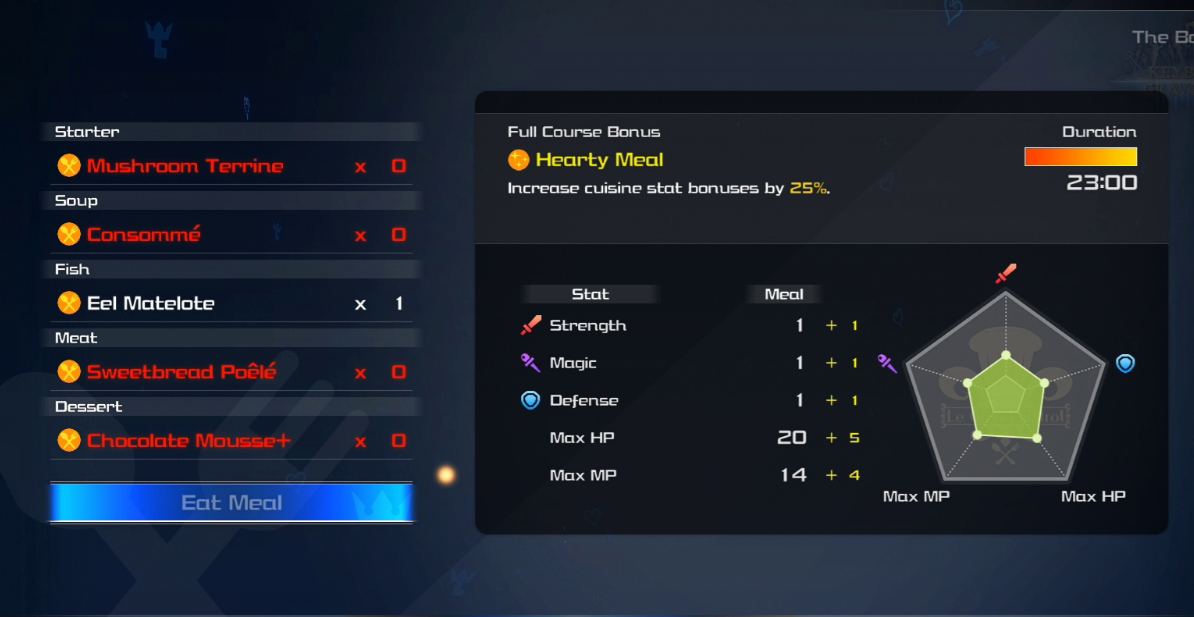 The Bo
Starter
Mushroom Terrine x 0
Soup
Consommé x 0
Fish
Eel Matelote x 1
Meat
Sweetbread Poêlé x 0
Dessert
Chocolate Mousse+ x 0
Eat Meal
Full Course Bonus
Hearty Meal
Increase cuisine stat bonuses by 25%.
Duration
23:00
Stat Meal
Strength 1 + 1
Magic 1 + 1
Defense 1 + 1
Max HP 20 + 5
Max MP 14 + 4
Max MP
Max HP